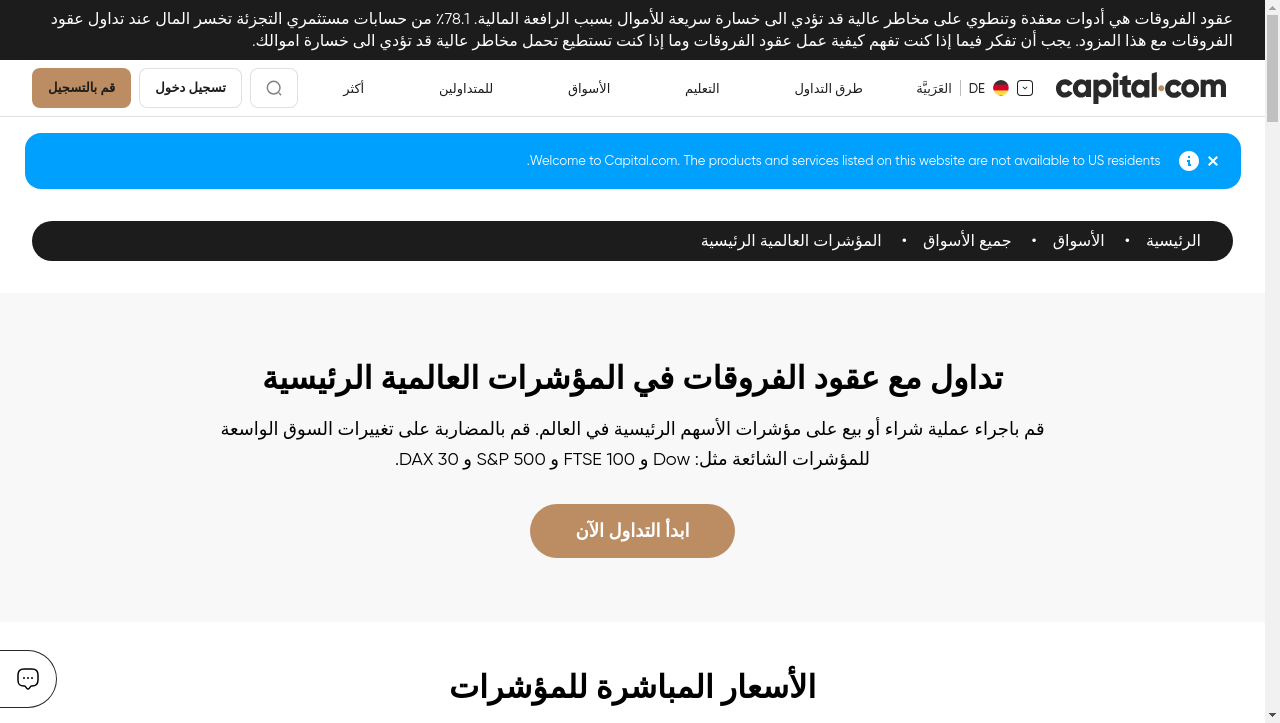 عقود الفروقات هي أدوات معقدة وتنطوي على مخاطر عالية قد تؤدي الى خسارة سريعة للأموال بسبب الرافعة المالية. 78.1٪ من حسابات مستثمري التجزئة تخسر المال عند تداول عقود
الفروقات مع هذا المزود. يجب أن تفكر فيما إذا كنت تفهم كيفية عمل عقود الفروقات وما إذا كنت تستطيع تحمل مخاطر عالية قد تؤدي الى خسارة اموالك.
capital.com
DE العَرَبيَّة
طرق التداول
التعليم
الأسواق
للمتداولين
أكثر
تسجيل دخول
قم بالتسجيل
Welcome to Capital.com. The products and services listed on this website are not available to US residents.
الرئيسية • الأسواق • جميع الأسواق • المؤشرات العالمية الرئيسية
تداول مع عقود الفروقات في المؤشرات العالمية الرئيسية
قم باجراء عملية شراء أو بيع على مؤشرات الأسهم الرئيسية في العالم. قم بالمضاربة على تغييرات السوق الواسعة
للمؤشرات الشائعة مثل: Dow و FTSE 100 و S&P 500 و DAX 30.
ابدأ التداول الآن
الأسعار المباشرة للمؤشرات